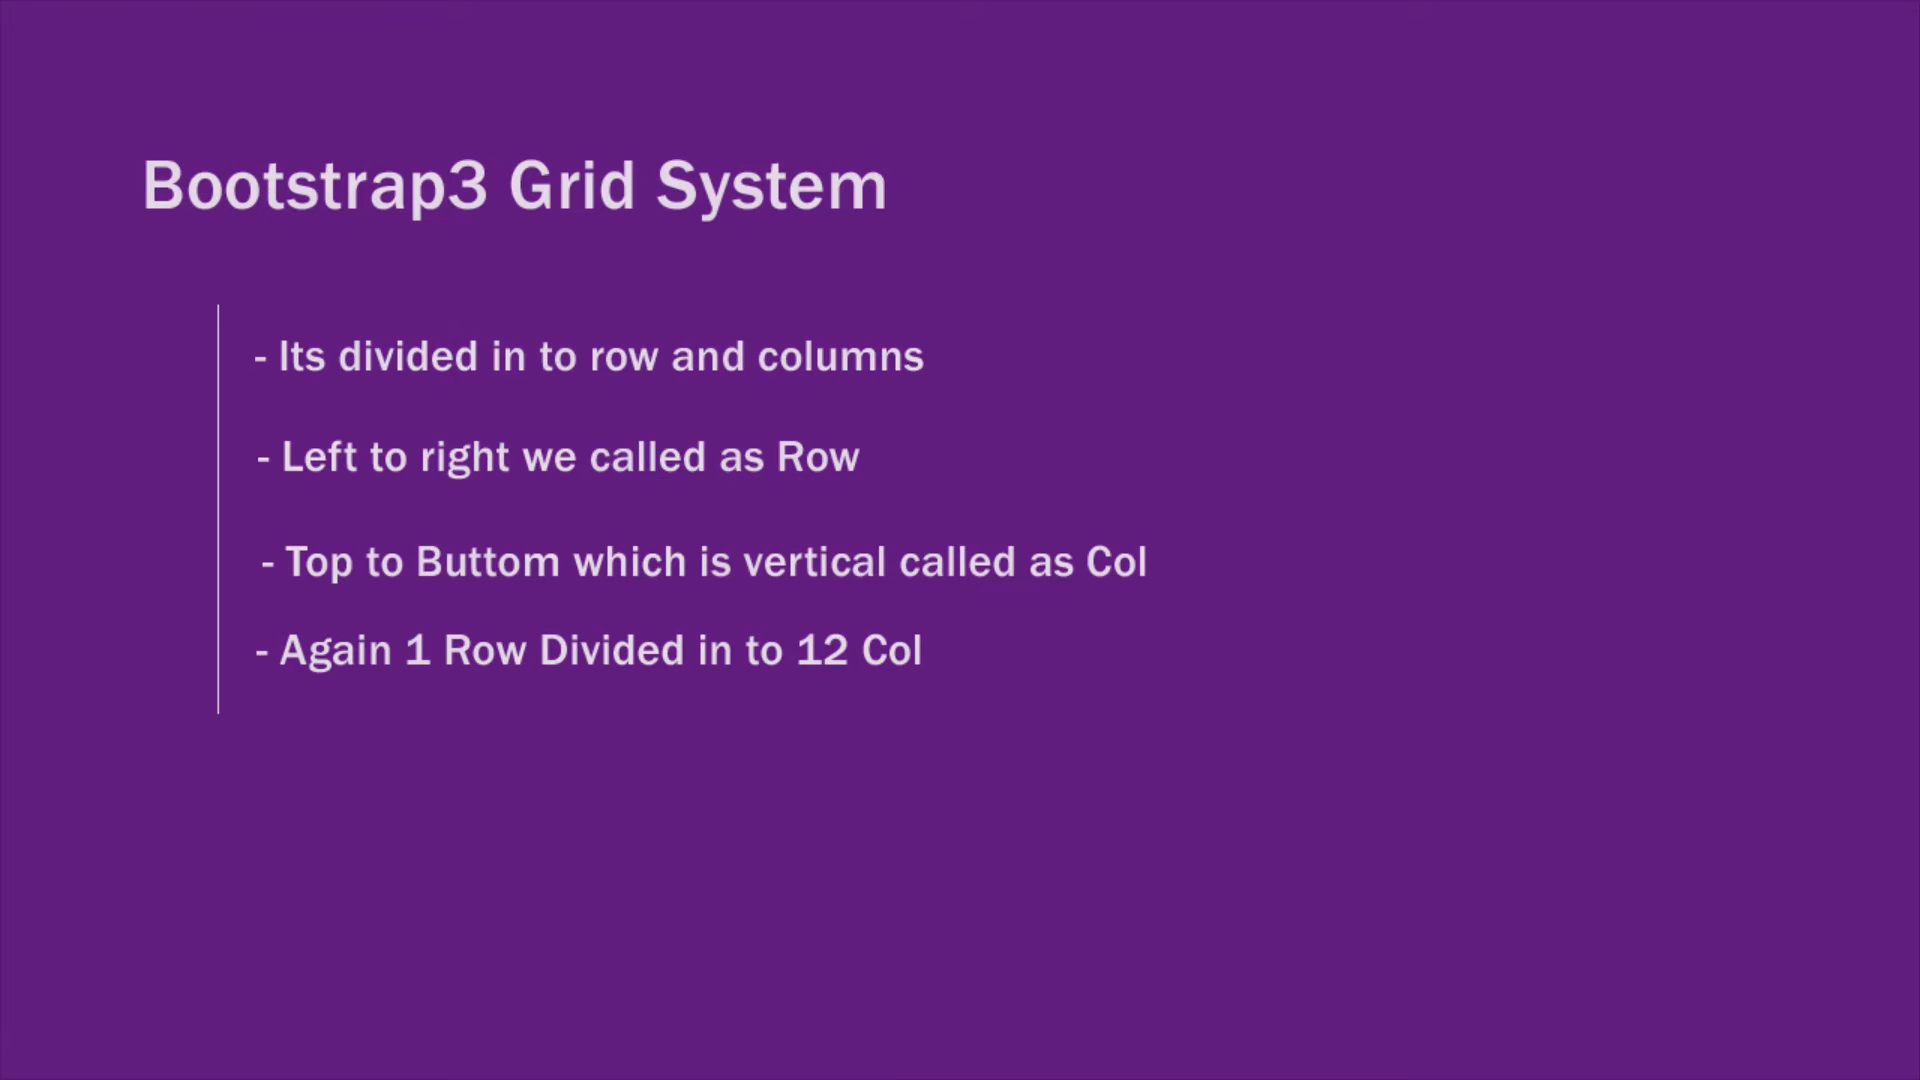 Bootstrap3 Grid System
- Its divided in to row and columns
- Left to right we called as Row
- Top to Buttom which is vertical called as Col
- Again 1 Row Divided in to 12 Col